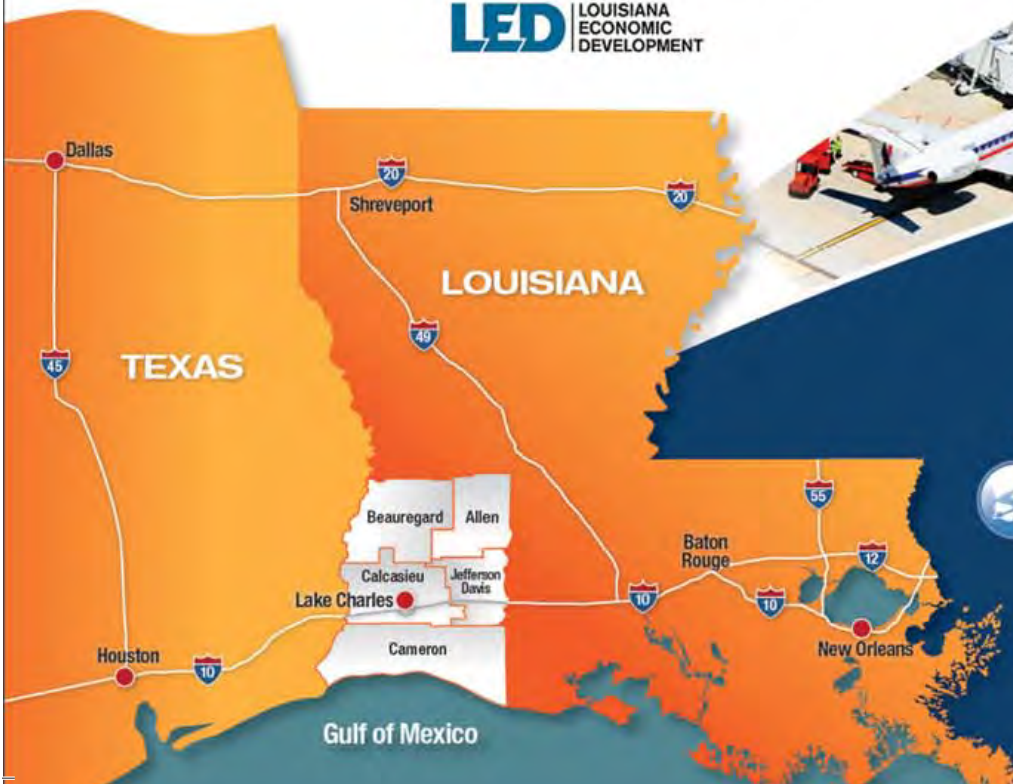 LED
LOUISIANA
ECONOMIC
DEVELOPMENT
Dallas
20
20
Shreveport
LOUISIANA
49
45
TEXAS
Beauregard
Allen
55
Baton
Rouge
12
Calcasieu
Jefferson
Davis
Lake Charles
10
10
Cameron
New Orleans
Houston
10
Gulf of Mexico